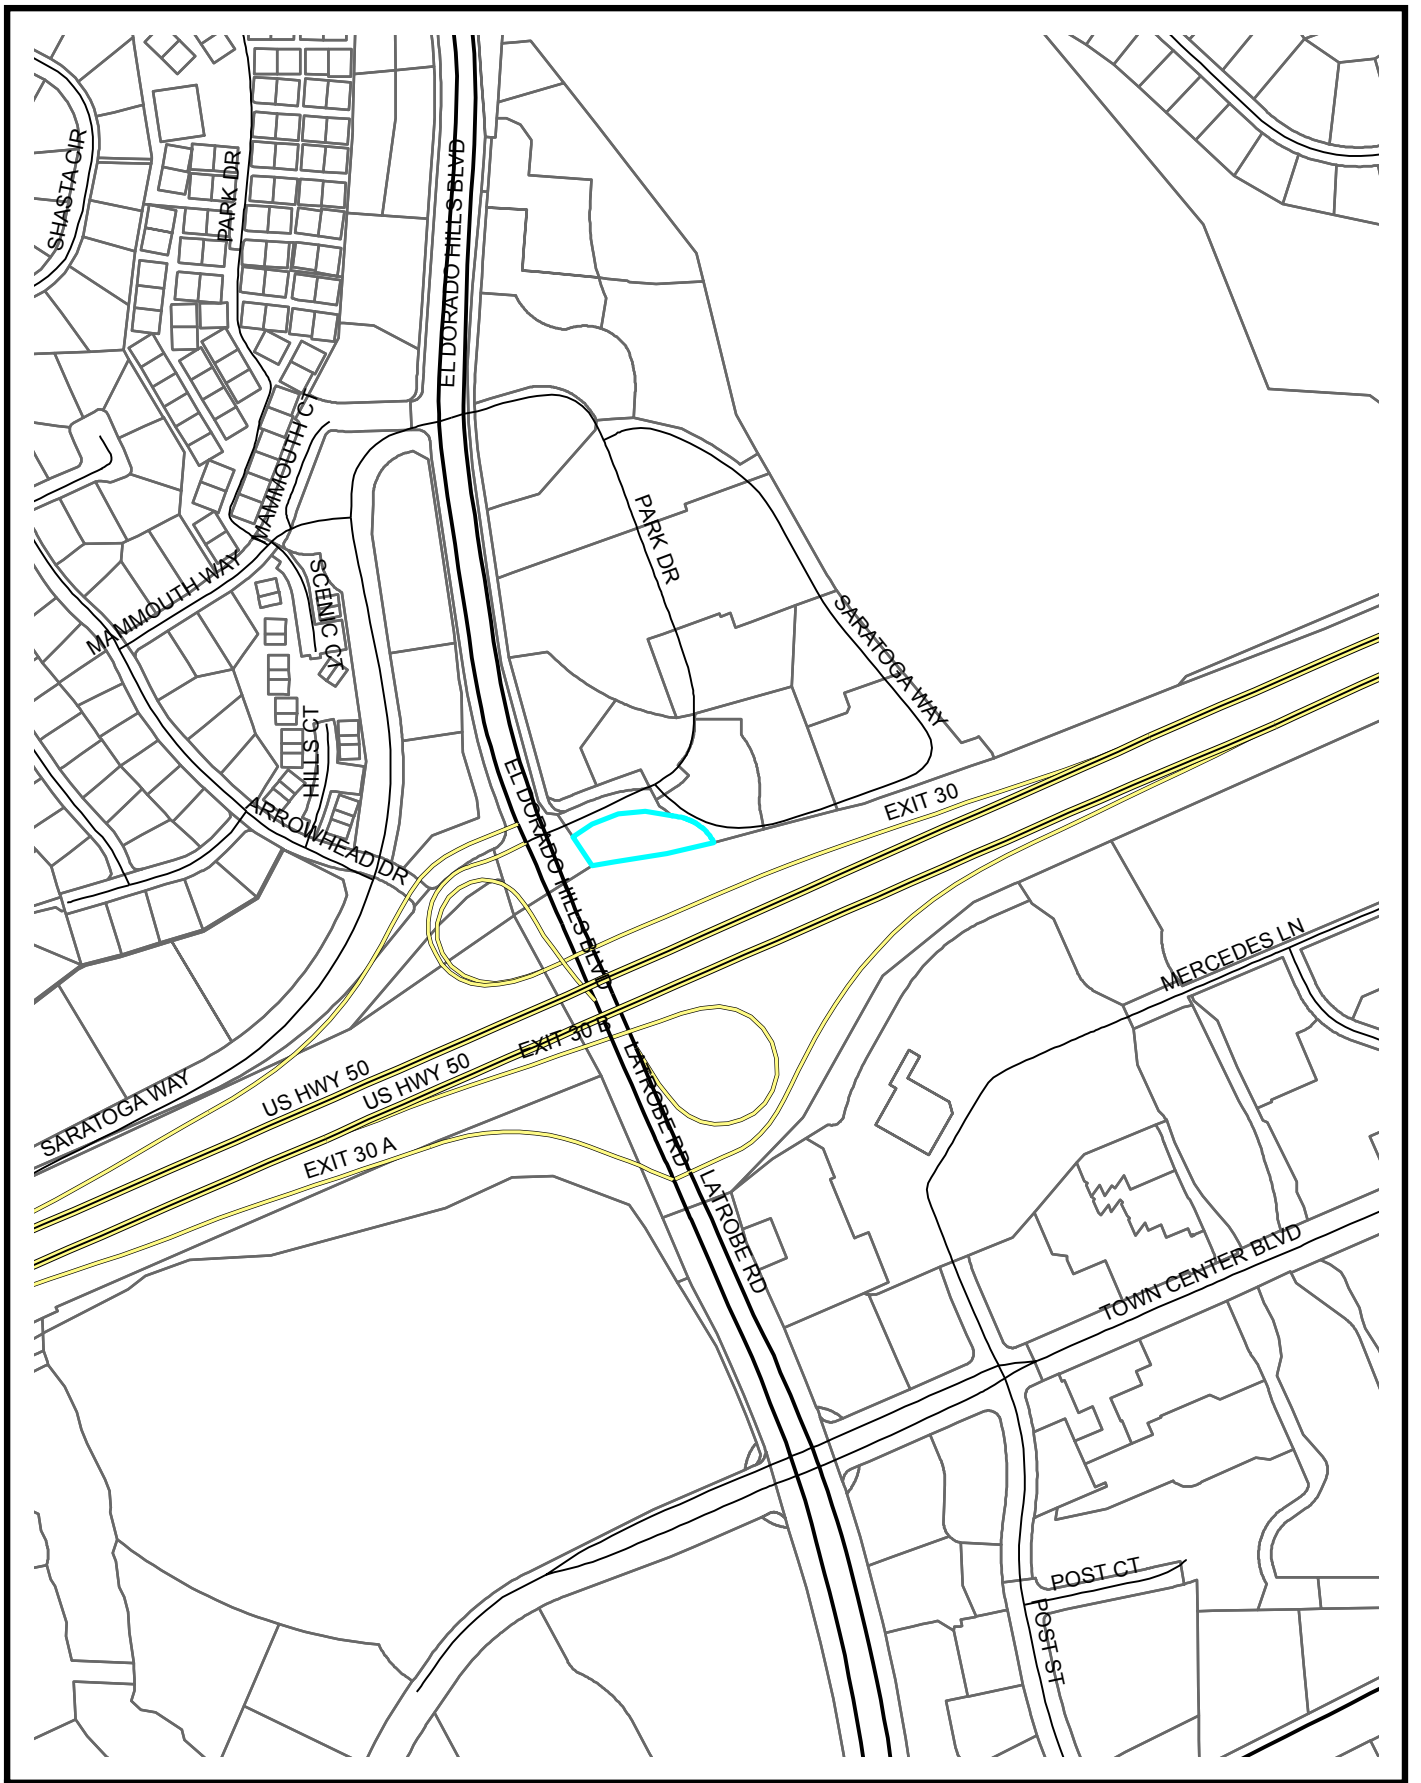 SHASTA CIR
PARK DR
EL DORADO HILLS BLVD
MAMMOUTH CT
PARK DR
MAMMOUTH WAY
SCENIC CT
SARATOGA WAY
HILLS CT
EL DORADO HILLS BLVD
ARROWHEAD DR
EXIT 30
MERCEDES LN
EXIT 30 B
US HWY 50
US HWY 50
SARATOGA WAY
LATROBE RD
EXIT 30 A
LATROBE RD
TOWN CENTER BLVD
POST CT
POST ST